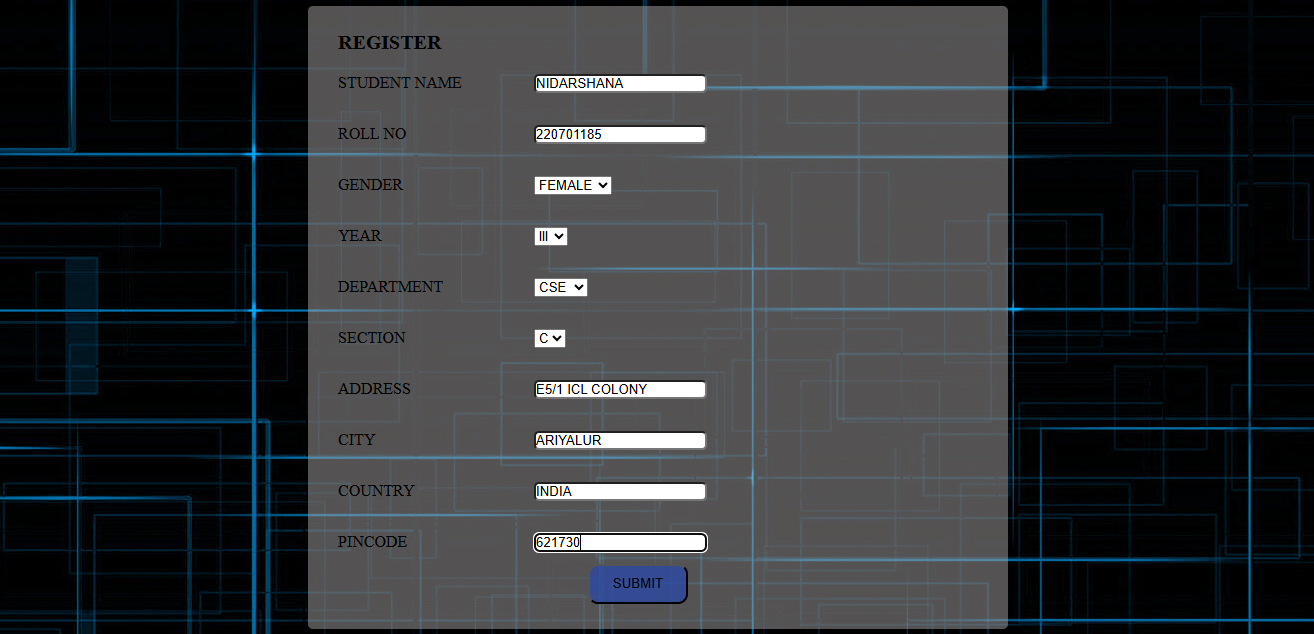 REGISTER
STUDENT NAME NIDARSHANA
ROLL NO 220701185
GENDER FEMALE
YEAR III
DEPARTMENT CSE
SECTION C
ADDRESS E5/1 ICL COLONY
CITY ARIYALUR
COUNTRY INDIA
PINCODE 621730
SUBMIT